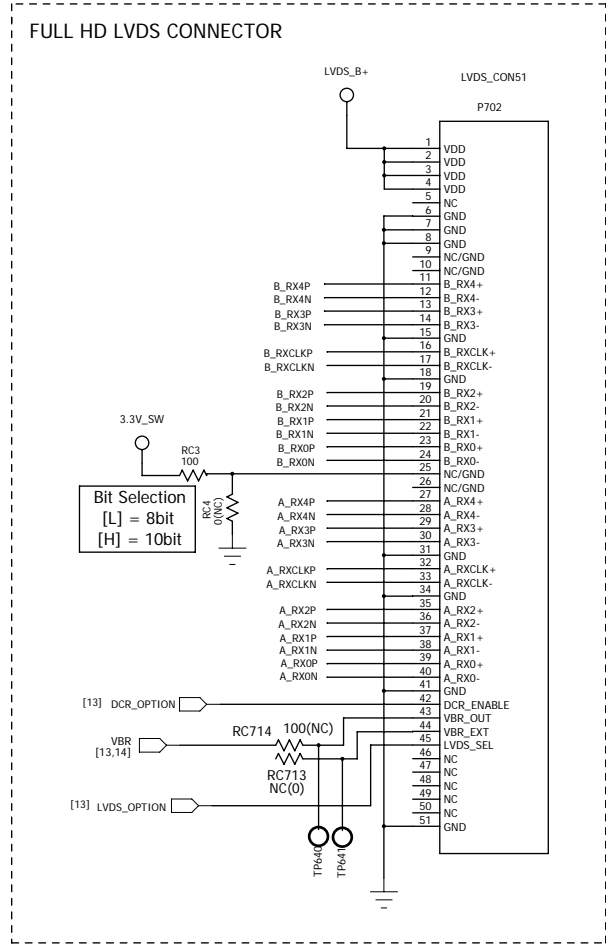 FULL HD LVDS CONNECTOR
LVDS_B+
LVDS_CON51
P702
1 VDD
2 VDD
3 VDD
4 VDD
5 NC
6 GND
7 GND
8 GND
9 NC/GND
10 NC/GND
B_RX4P 11 B_RX4+
B_RX4N 12 B_RX4-
B_RX3P 13 B_RX3+
B_RX3N 14 B_RX3-
15 GND
B_RXCLKP 16 B_RXCLK+
B_RXCLKN 17 B_RXCLK-
18 GND
B_RX2P 19 B_RX2+
B_RX2N 20 B_RX2-
B_RX1P 21 B_RX1+
B_RX1N 22 B_RX1-
B_RX0P 23 B_RX0+
B_RX0N 24 B_RX0-
25 NC/GND
26 NC/GND
3.3V_SW
RC3
100
RC4
0(NC)
Bit Selection
[L] = 8bit
[H] = 10bit
A_RX4P 27 A_RX4+
A_RX4N 28 A_RX4-
A_RX3P 29 A_RX3+
A_RX3N 30 A_RX3-
31 GND
A_RXCLKP 32 A_RXCLK+
A_RXCLKN 33 A_RXCLK-
34 GND
A_RX2P 35 A_RX2+
A_RX2N 36 A_RX2-
A_RX1P 37 A_RX1+
A_RX1N 38 A_RX1-
A_RX0P 39 A_RX0+
A_RX0N 40 A_RX0-
41 GND
[13] DCR_OPTION 42 DCR_ENABLE
43 VBR_OUT
44 VBR_EXT
45 LVDS_SEL
46 NC
47 NC
48 NC
49 NC
50 NC
51 GND
VBR
[13,14]
RC714 100(NC)
RC713
NC(0)
[13] LVDS_OPTION
TP640
TP641